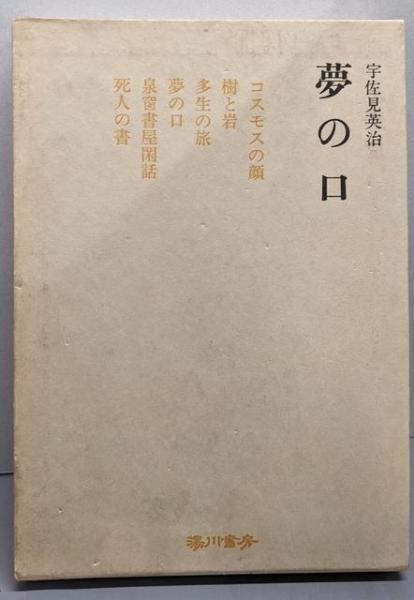 宇佐見英治
夢の口
コスモスの顔
樹と岩
多生の旅
夢の口
泉窗書屋閑話
死人の書
湯川書房